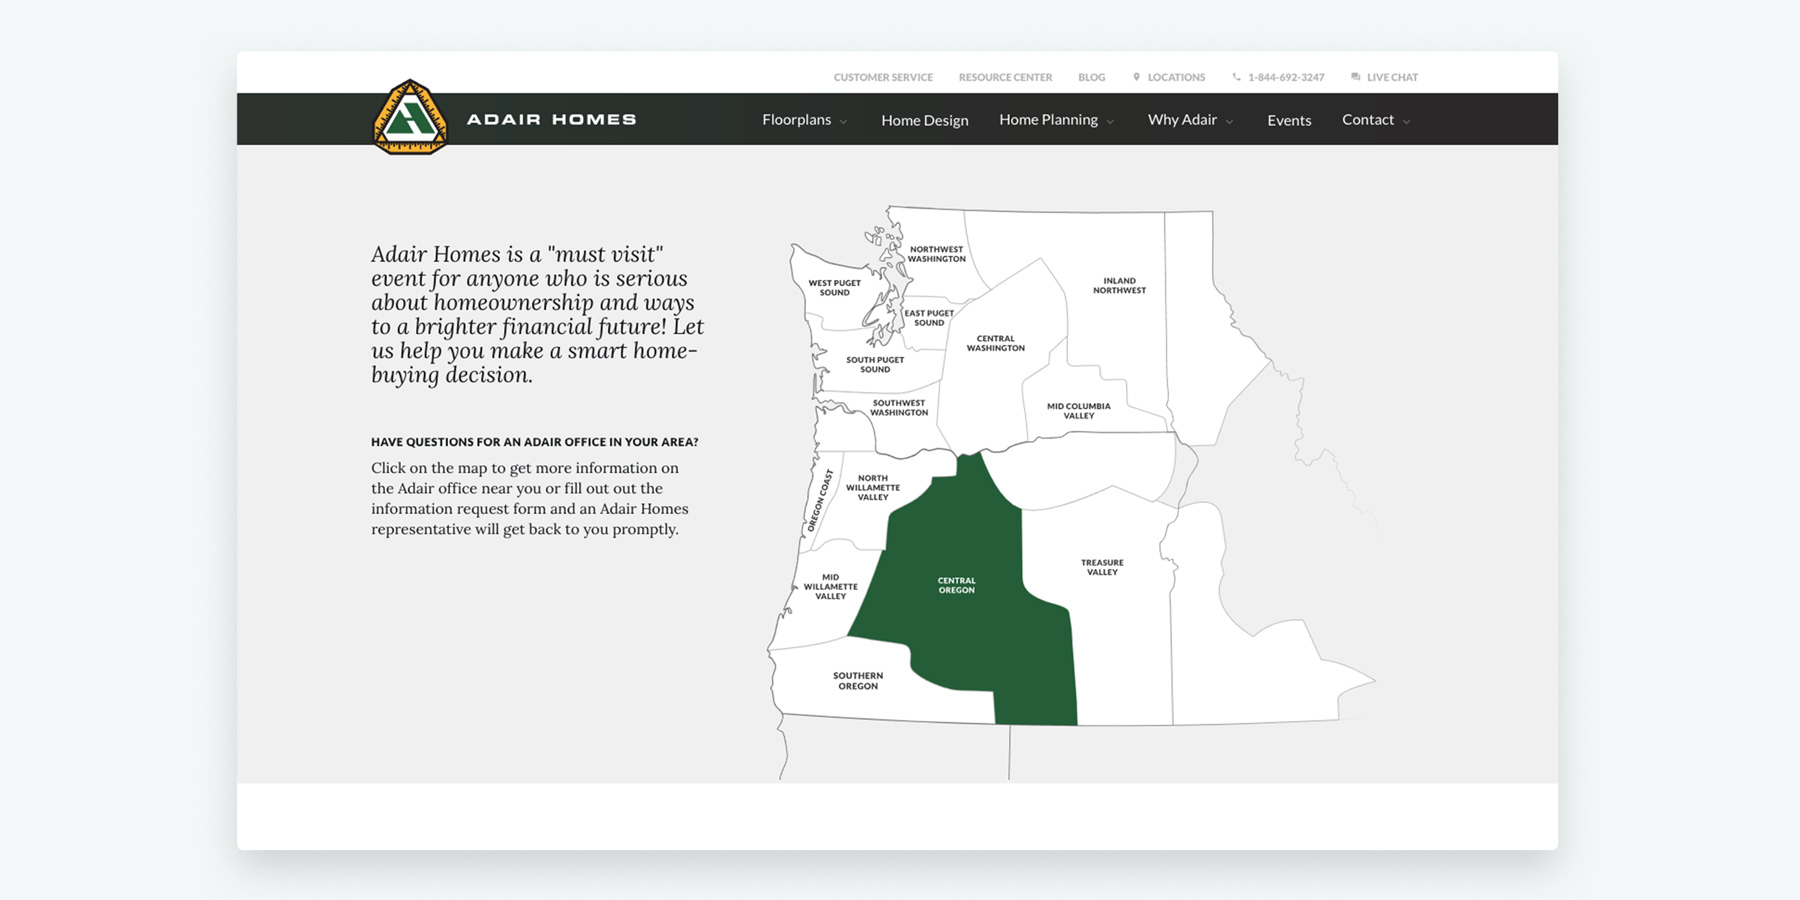 CUSTOMER SERVICE RESOURCE CENTER BLOG LOCATIONS 1-844-692-3247 LIVE CHAT
ADAIR HOMES Floorplans Home Design Home Planning Why Adair Events Contact
Adair Homes is a "must visit"
event for anyone who is serious
about homeownership and ways
to a brighter financial future! Let
us help you make a smart home-
buying decision.
HAVE QUESTIONS FOR AN ADAIR OFFICE IN YOUR AREA?
Click on the map to get more information on
the Adair office near you or fill out out the
information request form and an Adair Homes
representative will get back to you promptly.
NORTHWEST
WASHINGTON
WEST PUGET
SOUND
INLAND
NORTHWEST
EAST PUGET
SOUND
CENTRAL
WASHINGTON
SOUTH PUGET
SOUND
SOUTHWEST
WASHINGTON
MID COLUMBIA
VALLEY
OREGON COAST
NORTH
WILLAMETTE
VALLEY
MID
WILLAMETTE
VALLEY
CENTRAL
OREGON
TREASURE
VALLEY
SOUTHERN
OREGON